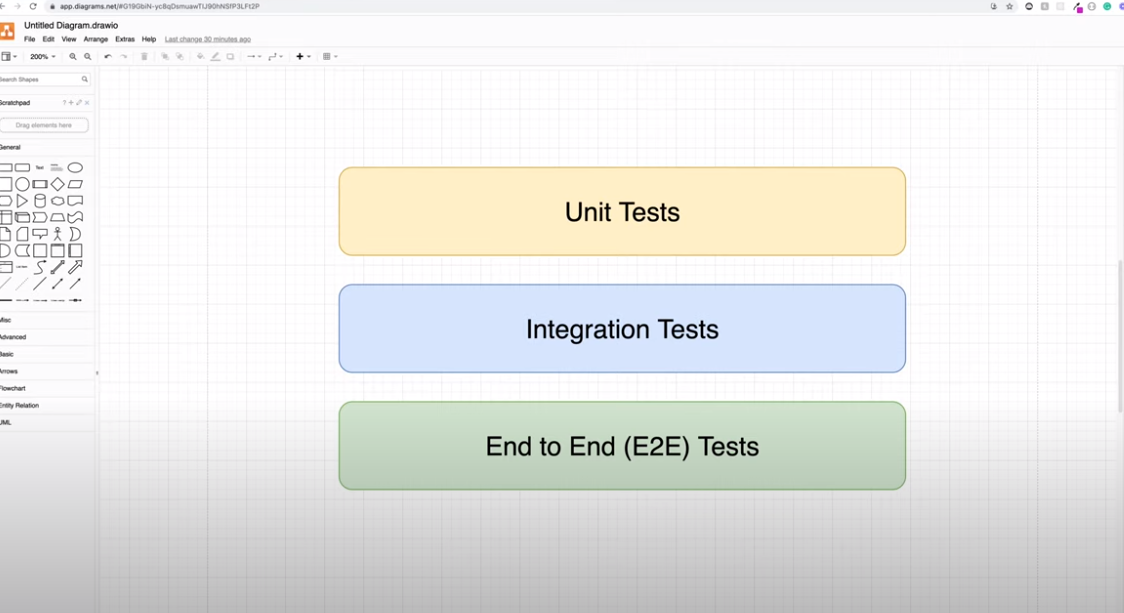 app.diagrams.net/#G19GbiN-yc8qDsmuawTlJ90hNSfP3LFt2P
Untitled Diagram.drawio
File Edit View Arrange Extras Help Last change 30 minutes ago
200%
Search Shapes
Scratchpad
Drag elements here
General
Text
Misc
Advanced
Basic
Arrows
Flowchart
Entity Relation
UML
Unit Tests
Integration Tests
End to End (E2E) Tests